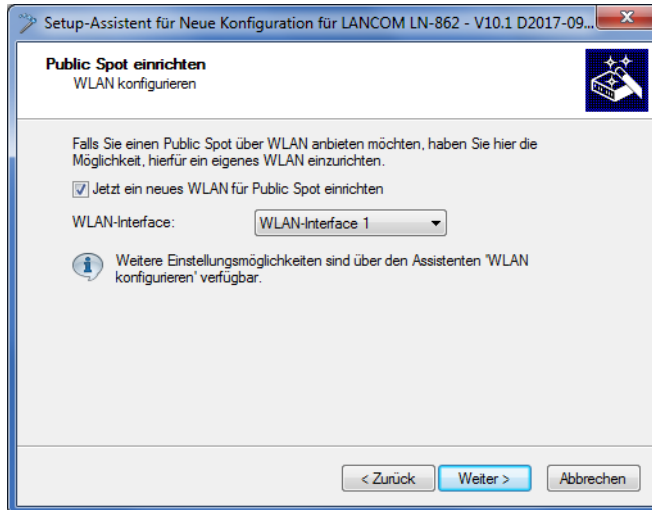 Setup-Assistent für Neue Konfiguration für LANCOM LN-862 - V10.1 D2017-09...
Public Spot einrichten
WLAN konfigurieren
Falls Sie einen Public Spot über WLAN anbieten möchten, haben Sie hier die
Möglichkeit, hierfür ein eigenes WLAN einzurichten.
Jetzt ein neues WLAN für Public Spot einrichten
WLAN-Interface: WLAN-Interface 1
Weitere Einstellungsmöglichkeiten sind über den Assistenten 'WLAN
konfigurieren' verfügbar.
< Zurück Weiter > Abbrechen